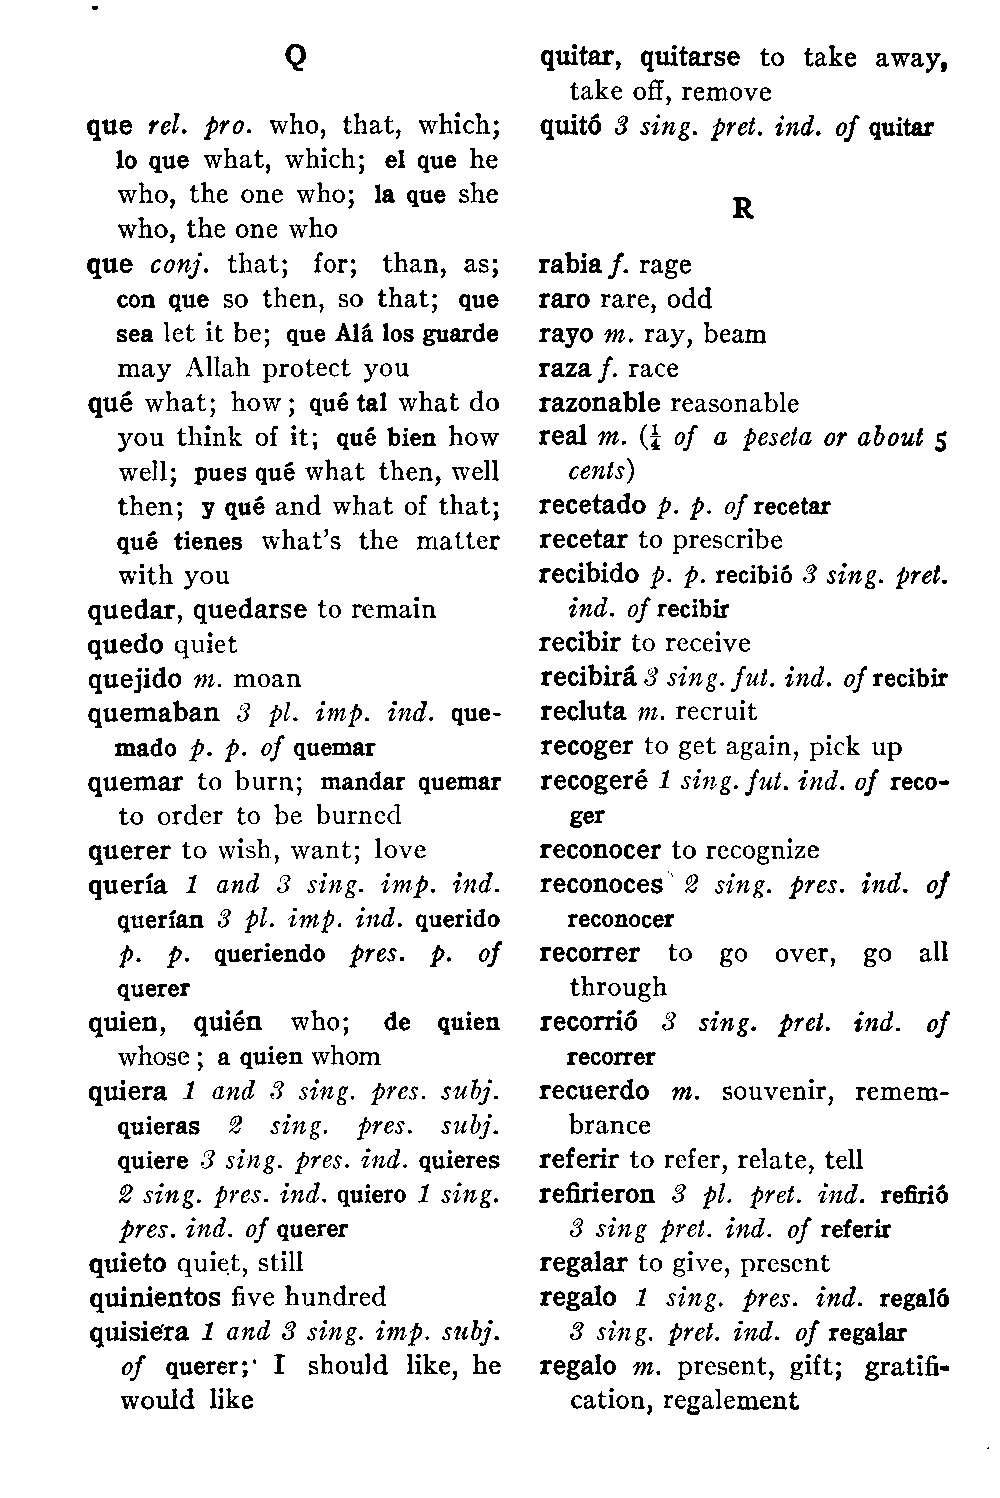 Q
que rel. pro. who, that, which;
lo que what, which; el que he
who, the one who; la que she
who, the one who
que conj. that; for; than, as;
con que so then, so that; que
sea let it be; que Alá los guarde
may Allah protect you
qué what; how; qué tal what do
you think of it; qué bien how
well; pues qué what then, well
then; y qué and what of that;
qué tienes what's the matter
with you
quedar, quedarse to remain
quedo quiet
quejido m. moan
quemaban 3 pl. imp. ind. que-
mado p. p. of quemar
quemar to burn; mandar quemar
to order to be burned
querer to wish, want; love
quería 1 and 3 sing. imp. ind.
querían 3 pl. imp. ind. querido
p. p. queriendo pres. p. of
querer
quien, quién who; de quien
whose; a quien whom
quiera 1 and 3 sing. pres. subj.
quieras 2 sing. pres. subj.
quiere 3 sing. pres. ind. quieres
2 sing. pres. ind. quiero 1 sing.
pres. ind. of querer
quieto quiet, still
quinientos five hundred
quisiera 1 and 3 sing. imp. subj.
of querer; I should like, he
would like
quitar, quitarse to take away,
take off, remove
quitó 3 sing. pret. ind. of quitar
R
rabia f. rage
raro rare, odd
rayo m. ray, beam
raza f. race
razonable reasonable
real m. (¼ of a peseta or about 5
cents)
recetado p. p. of recetar
recetar to prescribe
recibido p. p. recibió 3 sing. pret.
ind. of recibir
recibir to receive
recibirá 3 sing. fut. ind. of recibir
recluta m. recruit
recoger to get again, pick up
recogeré 1 sing. fut. ind. of reco-
ger
reconocer to recognize
reconoces 2 sing. pres. ind. of
reconocer
recorrer to go over, go all
through
recorrió 3 sing. pret. ind. of
recorrer
recuerdo m. souvenir, remem-
brance
referir to refer, relate, tell
refirieron 3 pl. pret. ind. refirió
3 sing pret. ind. of referir
regalar to give, present
regalo 1 sing. pres. ind. regaló
3 sing. pret. ind. of regalar
regalo m. present, gift; gratifi-
cation, regalement